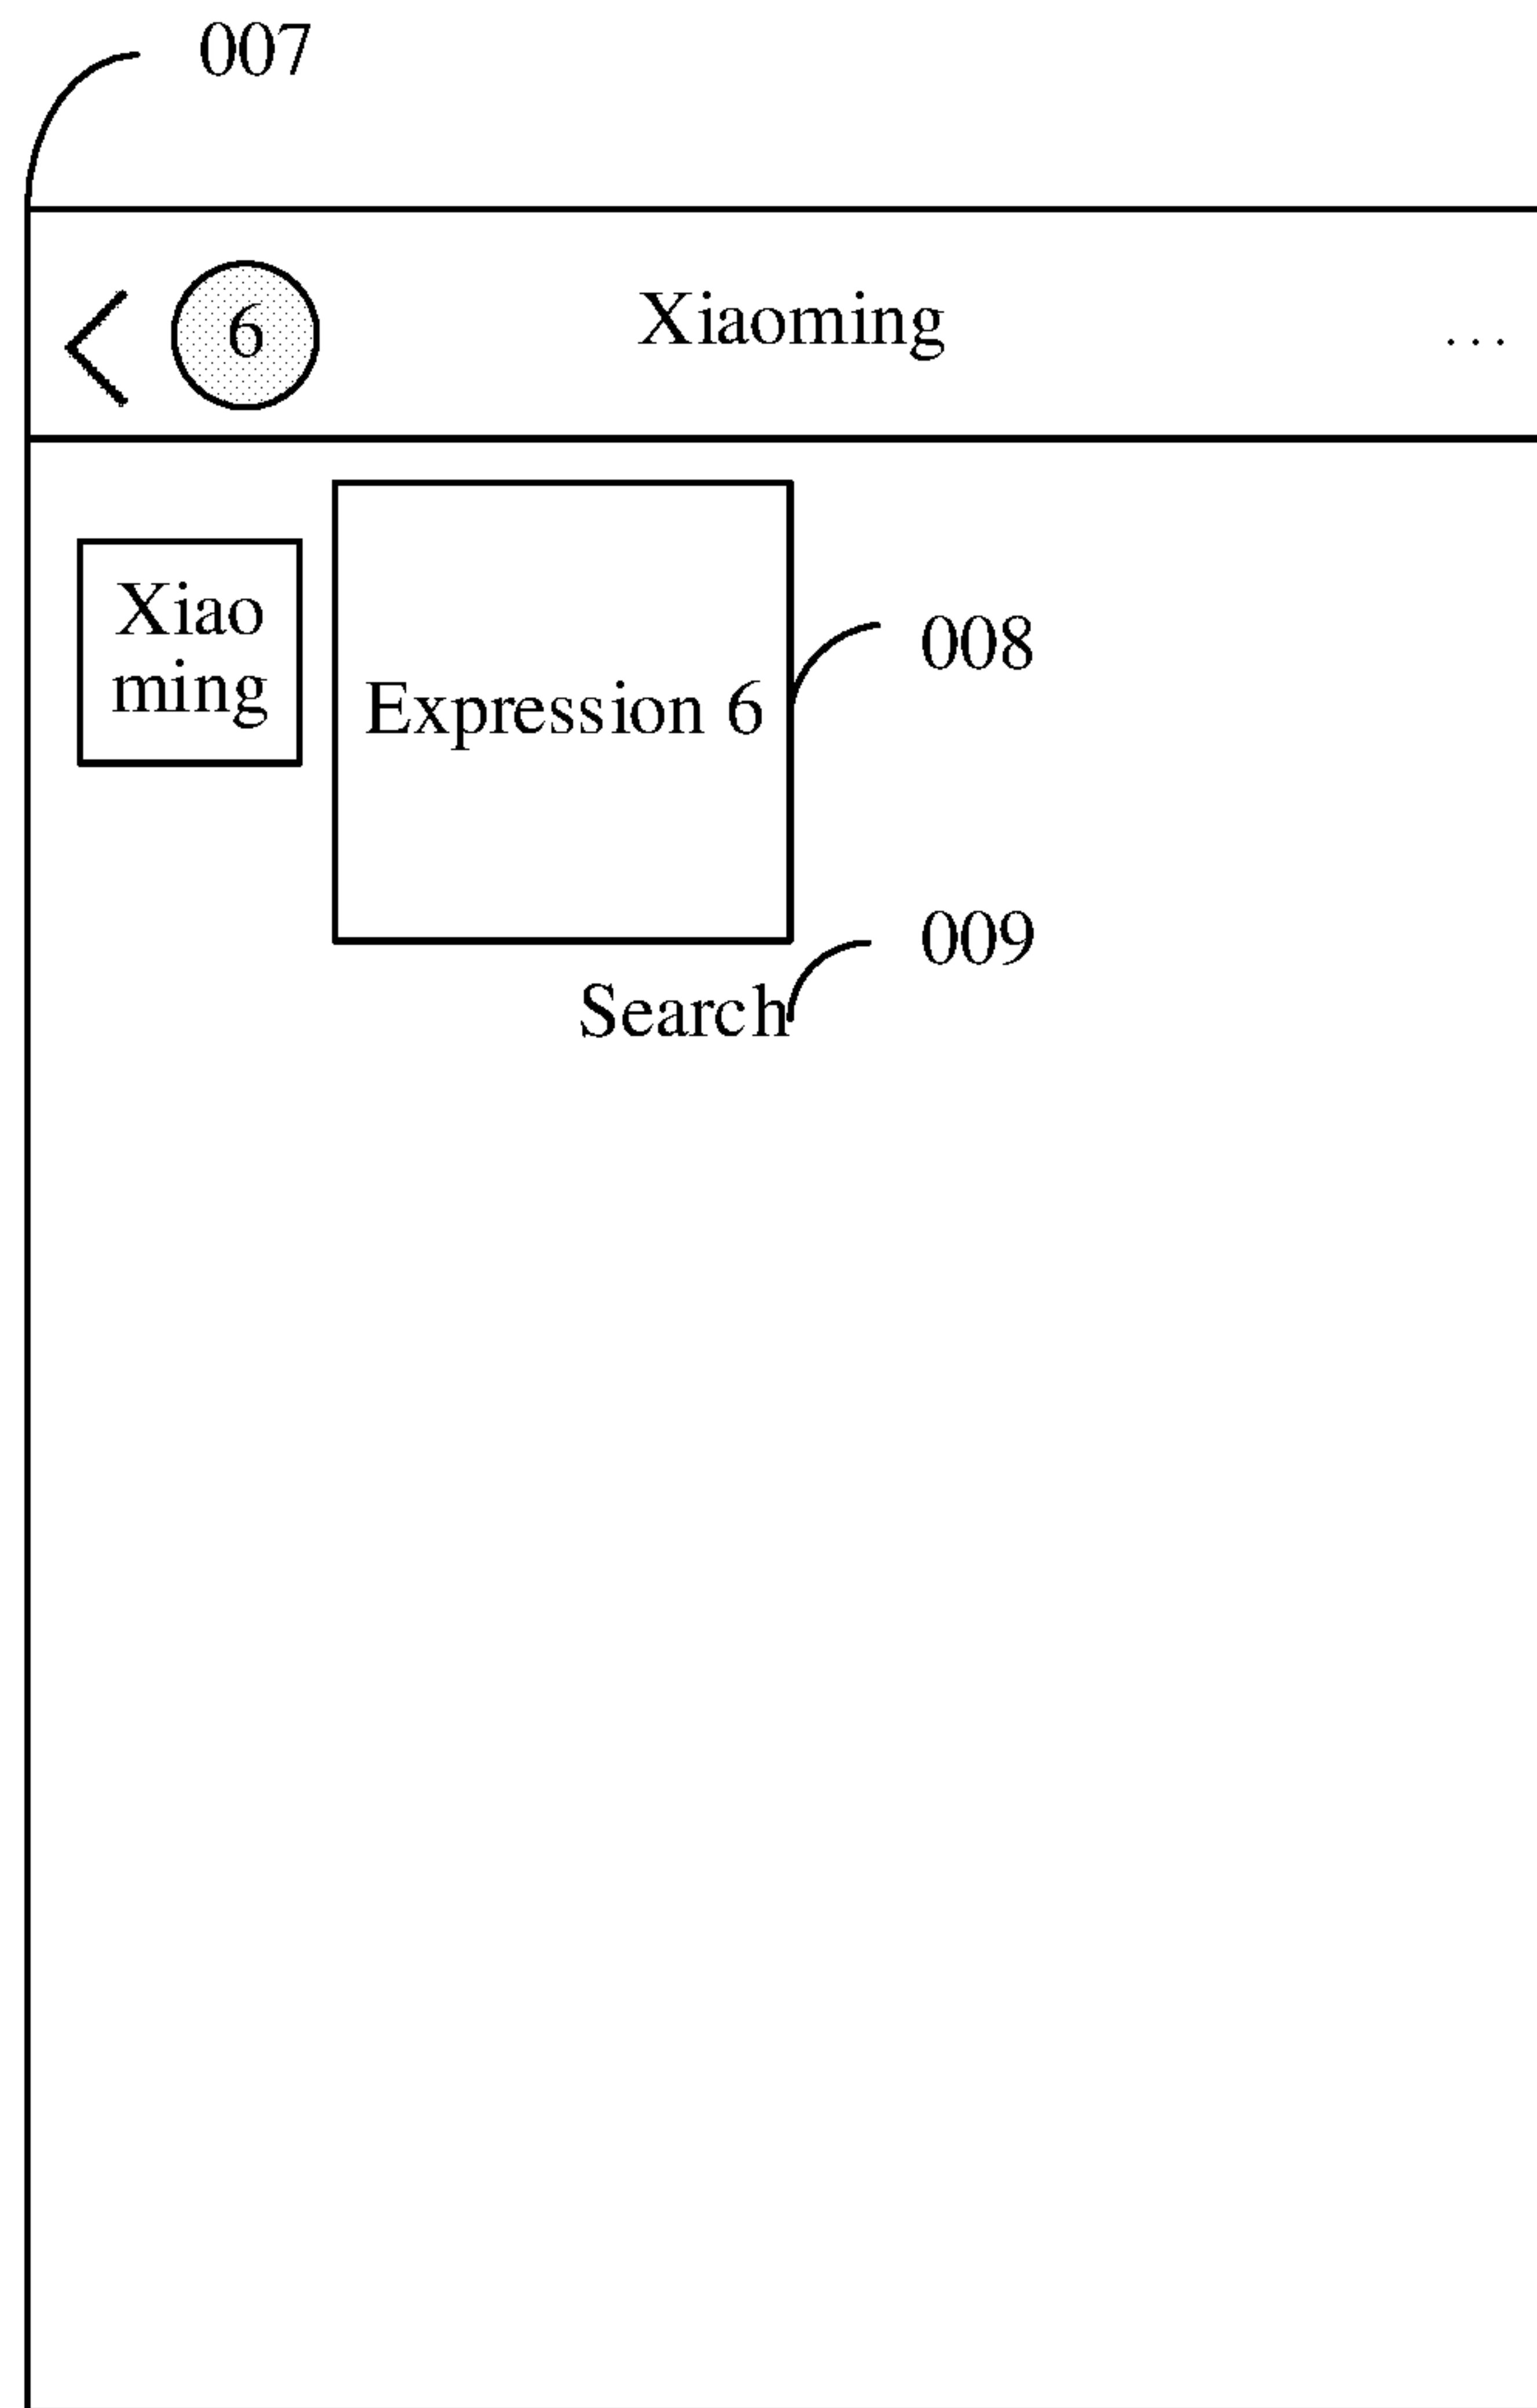 007
6 Xiaoming ...
Xiao
ming
Expression 6
008
009
Search